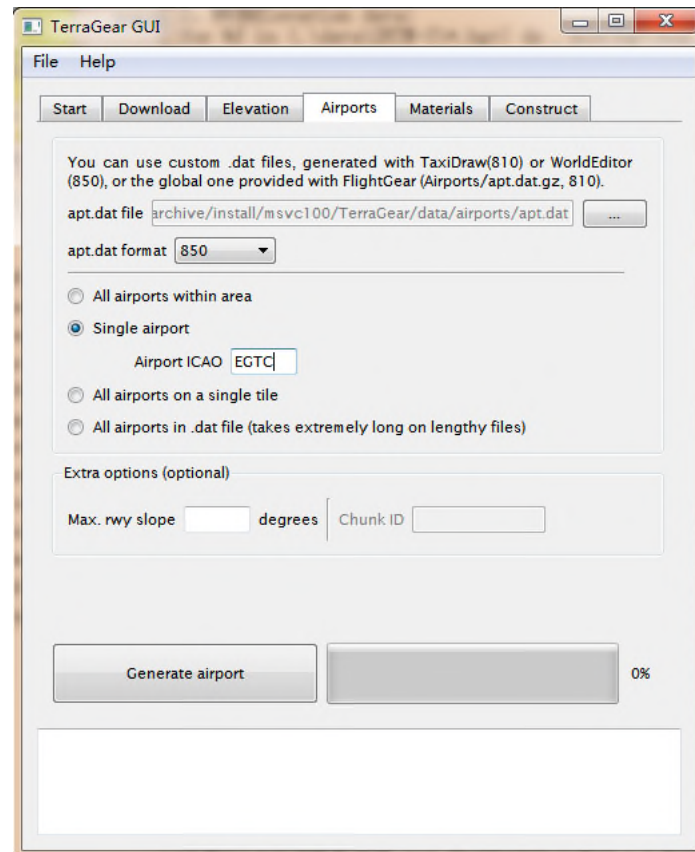 TerraGear GUI
File Help
Start Download Elevation Airports Materials Construct
You can use custom .dat files, generated with TaxiDraw(810) or WorldEditor
(850), or the global one provided with FlightGear (Airports/apt.dat.gz, 810).
apt.dat file archive/install/msvc100/TerraGear/data/airports/apt.dat ...
apt.dat format 850
All airports within area
Single airport
Airport ICAO EGTC
All airports on a single tile
All airports in .dat file (takes extremely long on lengthy files)
Extra options (optional)
Max. rwy slope degrees Chunk ID
Generate airport 0%